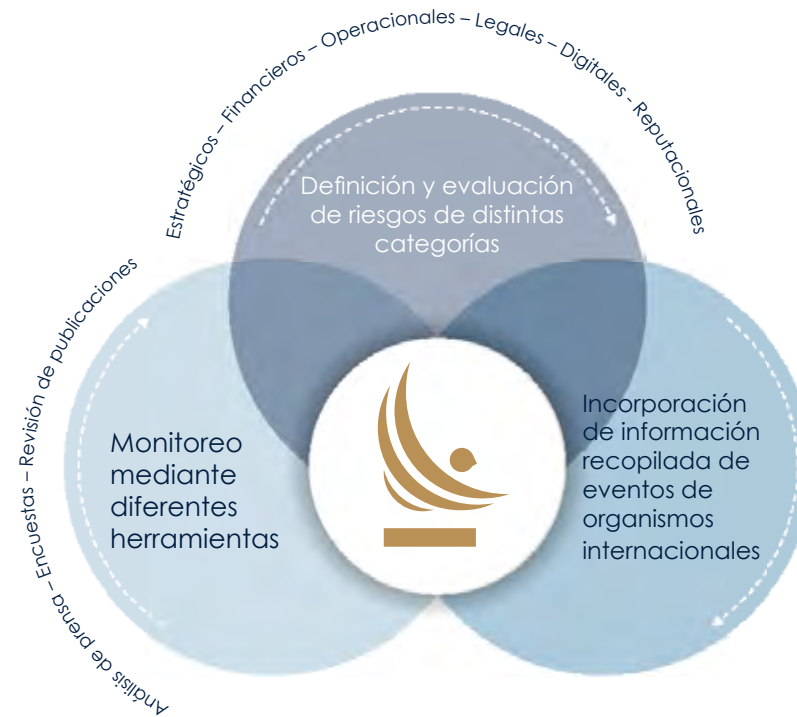 Estratégicos – Financieros – Operacionales – Legales – Digitales - Reputacionales
Definición y evaluación
de riesgos de distintas
categorías
Análisis de prensa – Encuestas – Revisión de publicaciones
Monitoreo
mediante
diferentes
herramientas
Incorporación
de información
recopilada de
eventos de
organismos
internacionales